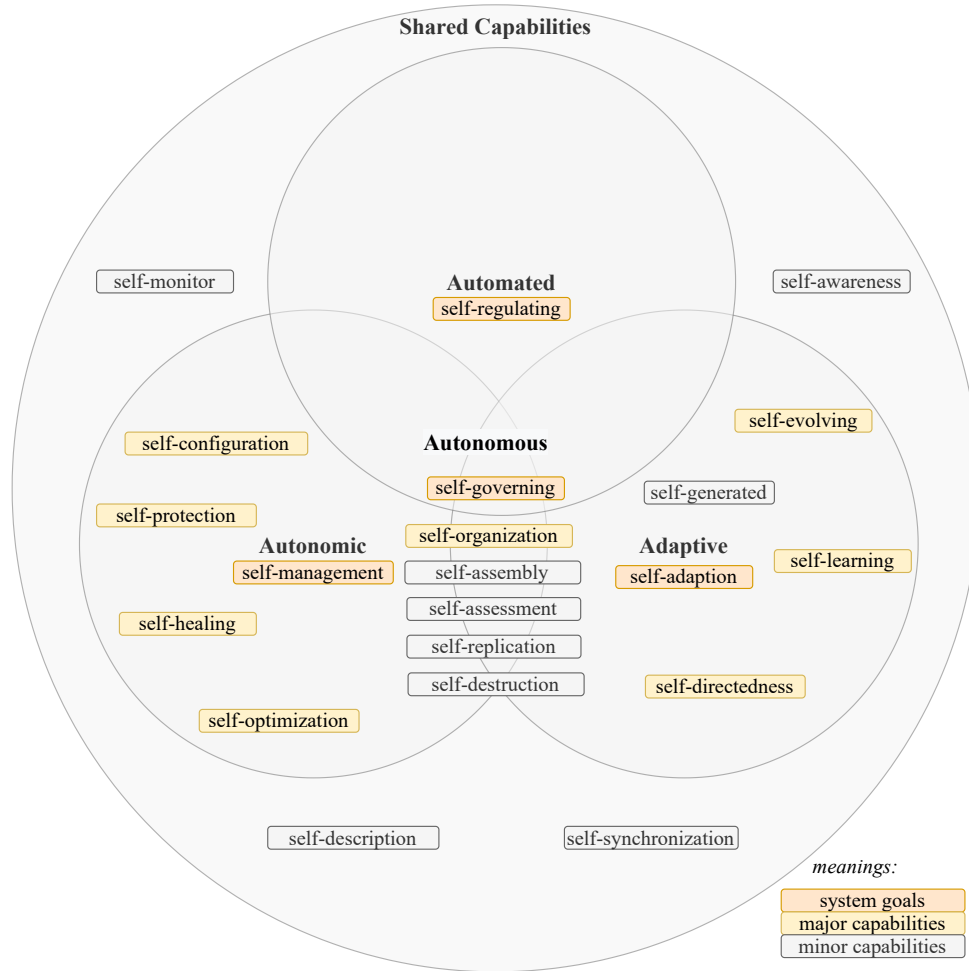 Shared Capabilities
self-monitor
self-awareness
Automated
self-regulating
self-evolving
self-configuration
Autonomous
self-governing
self-generated
self-protection
self-organization
Autonomic
Adaptive
self-learning
self-management
self-assembly
self-adaption
self-assessment
self-healing
self-replication
self-destruction
self-directedness
self-optimization
self-description
self-synchronization
meanings:
system goals
major capabilities
minor capabilities